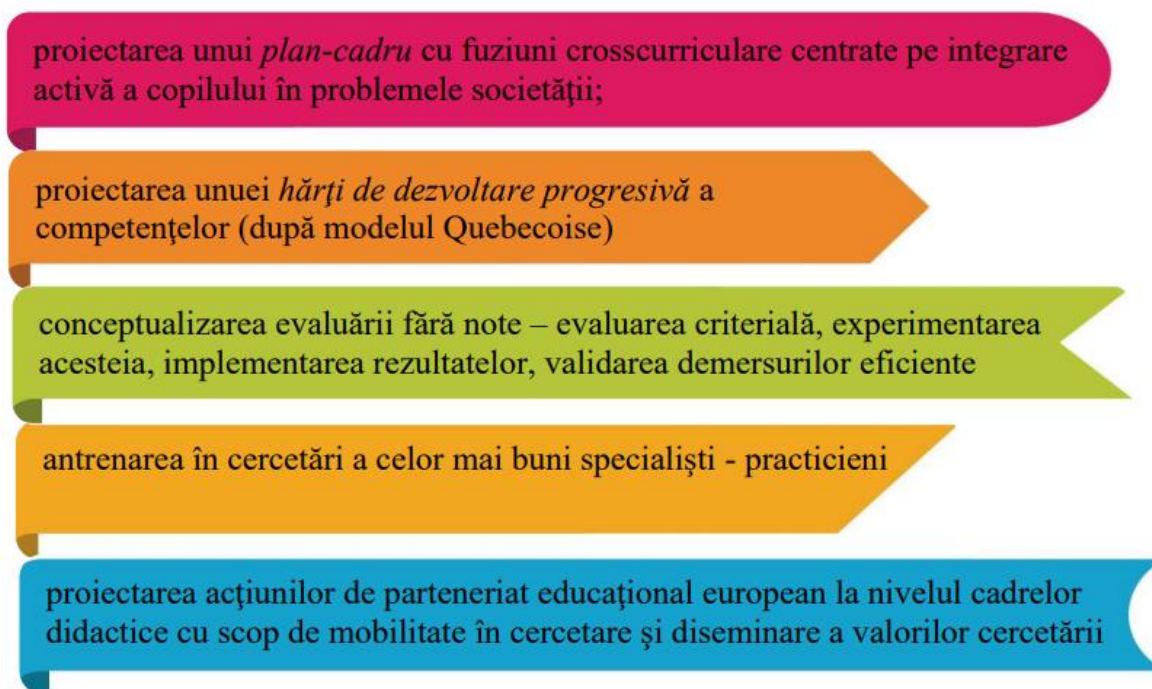 proiectarea unui plan-cadru cu fuziuni crosscurriculare centrate pe integrare
activă a copilului în problemele societăţii;
proiectarea unuei hărţi de dezvoltare progresivă a
competenţelor (după modelul Quebecoise)
conceptualizarea evaluării fără note – evaluarea criterială, experimentarea
acesteia, implementarea rezultatelor, validarea demersurilor eficiente
antrenarea în cercetări a celor mai buni specialişti - practicieni
proiectarea acţiunilor de parteneriat educaţional european la nivelul cadrelor
didactice cu scop de mobilitate în cercetare şi diseminare a valorilor cercetării